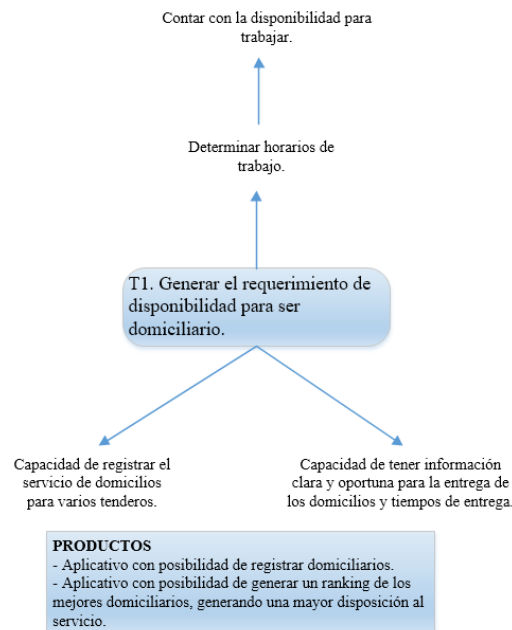 Contar con la disponibilidad para
trabajar.
Determinar horarios de
trabajo.
T1. Generar el requerimiento de
disponibilidad para ser
domiciliario.
Capacidad de registrar el
servicio de domicilios
para varios tenderos.
Capacidad de tener información
clara y oportuna para la entrega de
los domicilios y tiempos de entrega.
PRODUCTOS
- Aplicativo con posibilidad de registrar domiciliarios.
- Aplicativo con posibilidad de generar un ranking de los
mejores domiciliarios, generando una mayor disposición al
servicio.